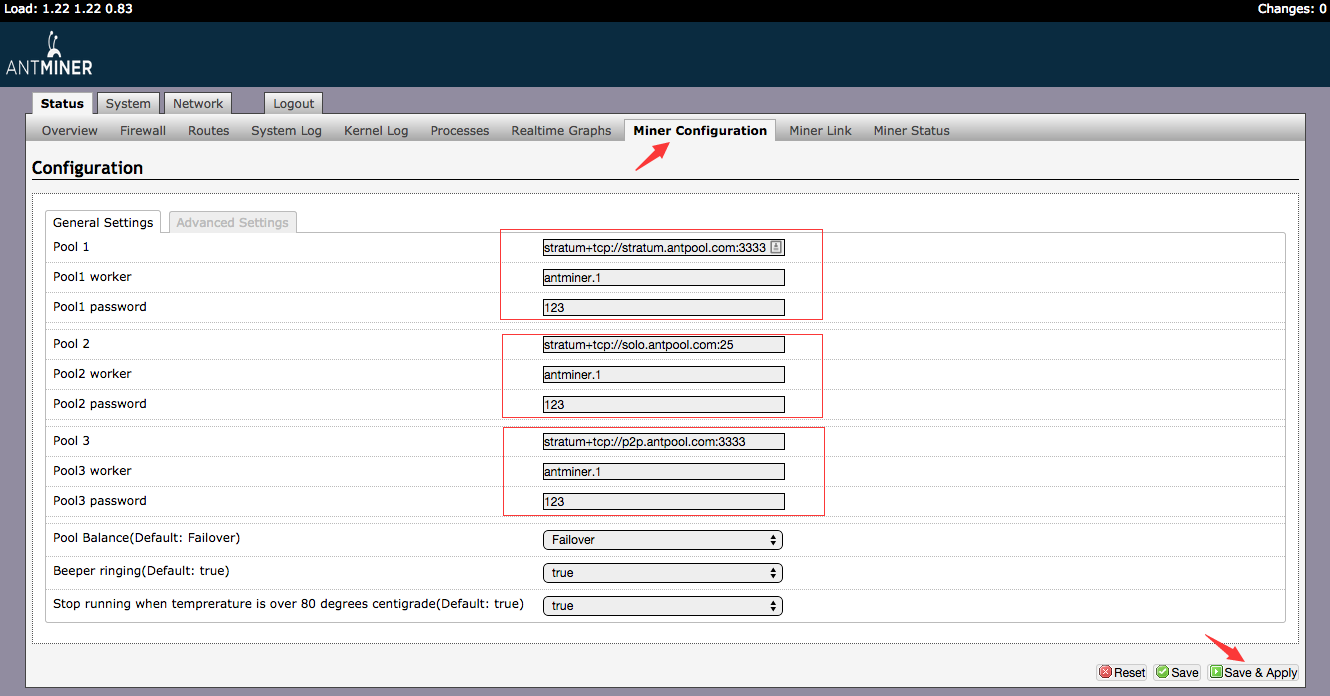 Load: 1.22 1.22 0.83 Changes: 0
ANTMINER
Status System Network Logout
Overview Firewall Routes System Log Kernel Log Processes Realtime Graphs Miner Configuration Miner Link Miner Status
Configuration
General Settings Advanced Settings
Pool 1 stratum+tcp://stratum.antpool.com:3333
Pool1 worker antminer.1
Pool1 password 123
Pool 2 stratum+tcp://solo.antpool.com:25
Pool2 worker antminer.1
Pool2 password 123
Pool 3 stratum+tcp://p2p.antpool.com:3333
Pool3 worker antminer.1
Pool3 password 123
Pool Balance(Default: Failover) Failover
Beeper ringing(Default: true) true
Stop running when temprerature is over 80 degrees centigrade(Default: true) true
Reset Save Save & Apply